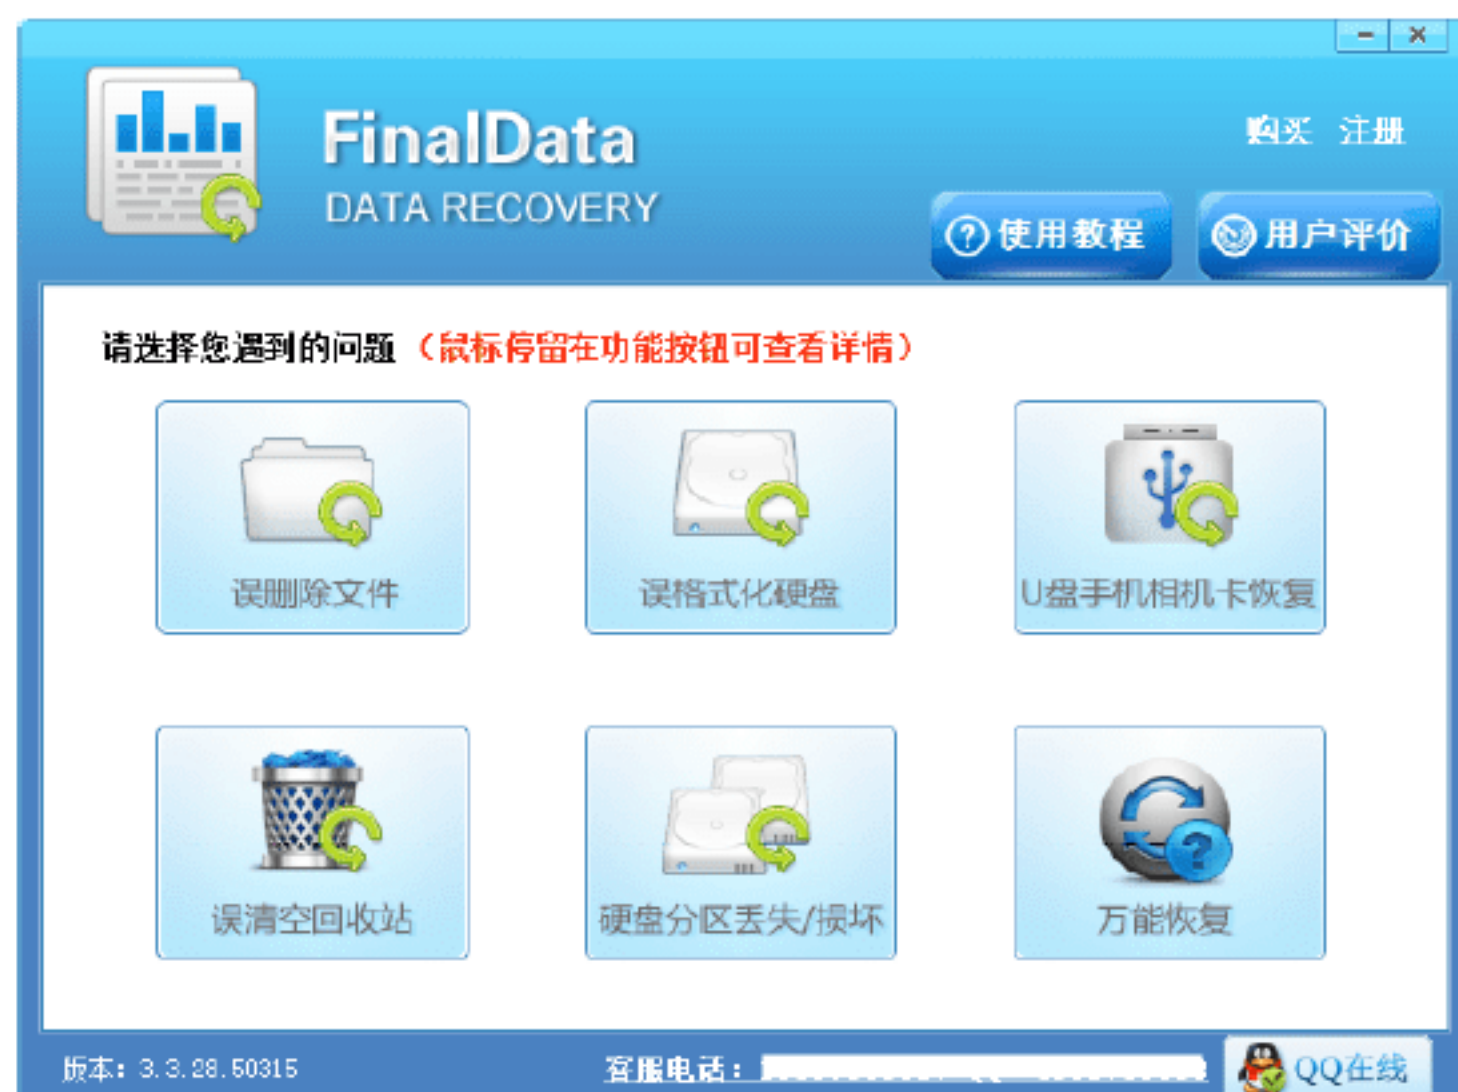 FinalData
DATA RECOVERY
购买 注册
使用教程 用户评价
请选择您遇到的问题（鼠标停留在功能按钮可查看详情）
误删除文件 误格式化硬盘 U盘手机相机卡恢复
误清空回收站 硬盘分区丢失/损坏 万能恢复
版本: 3.3.28.50315 客服电话: QQ在线